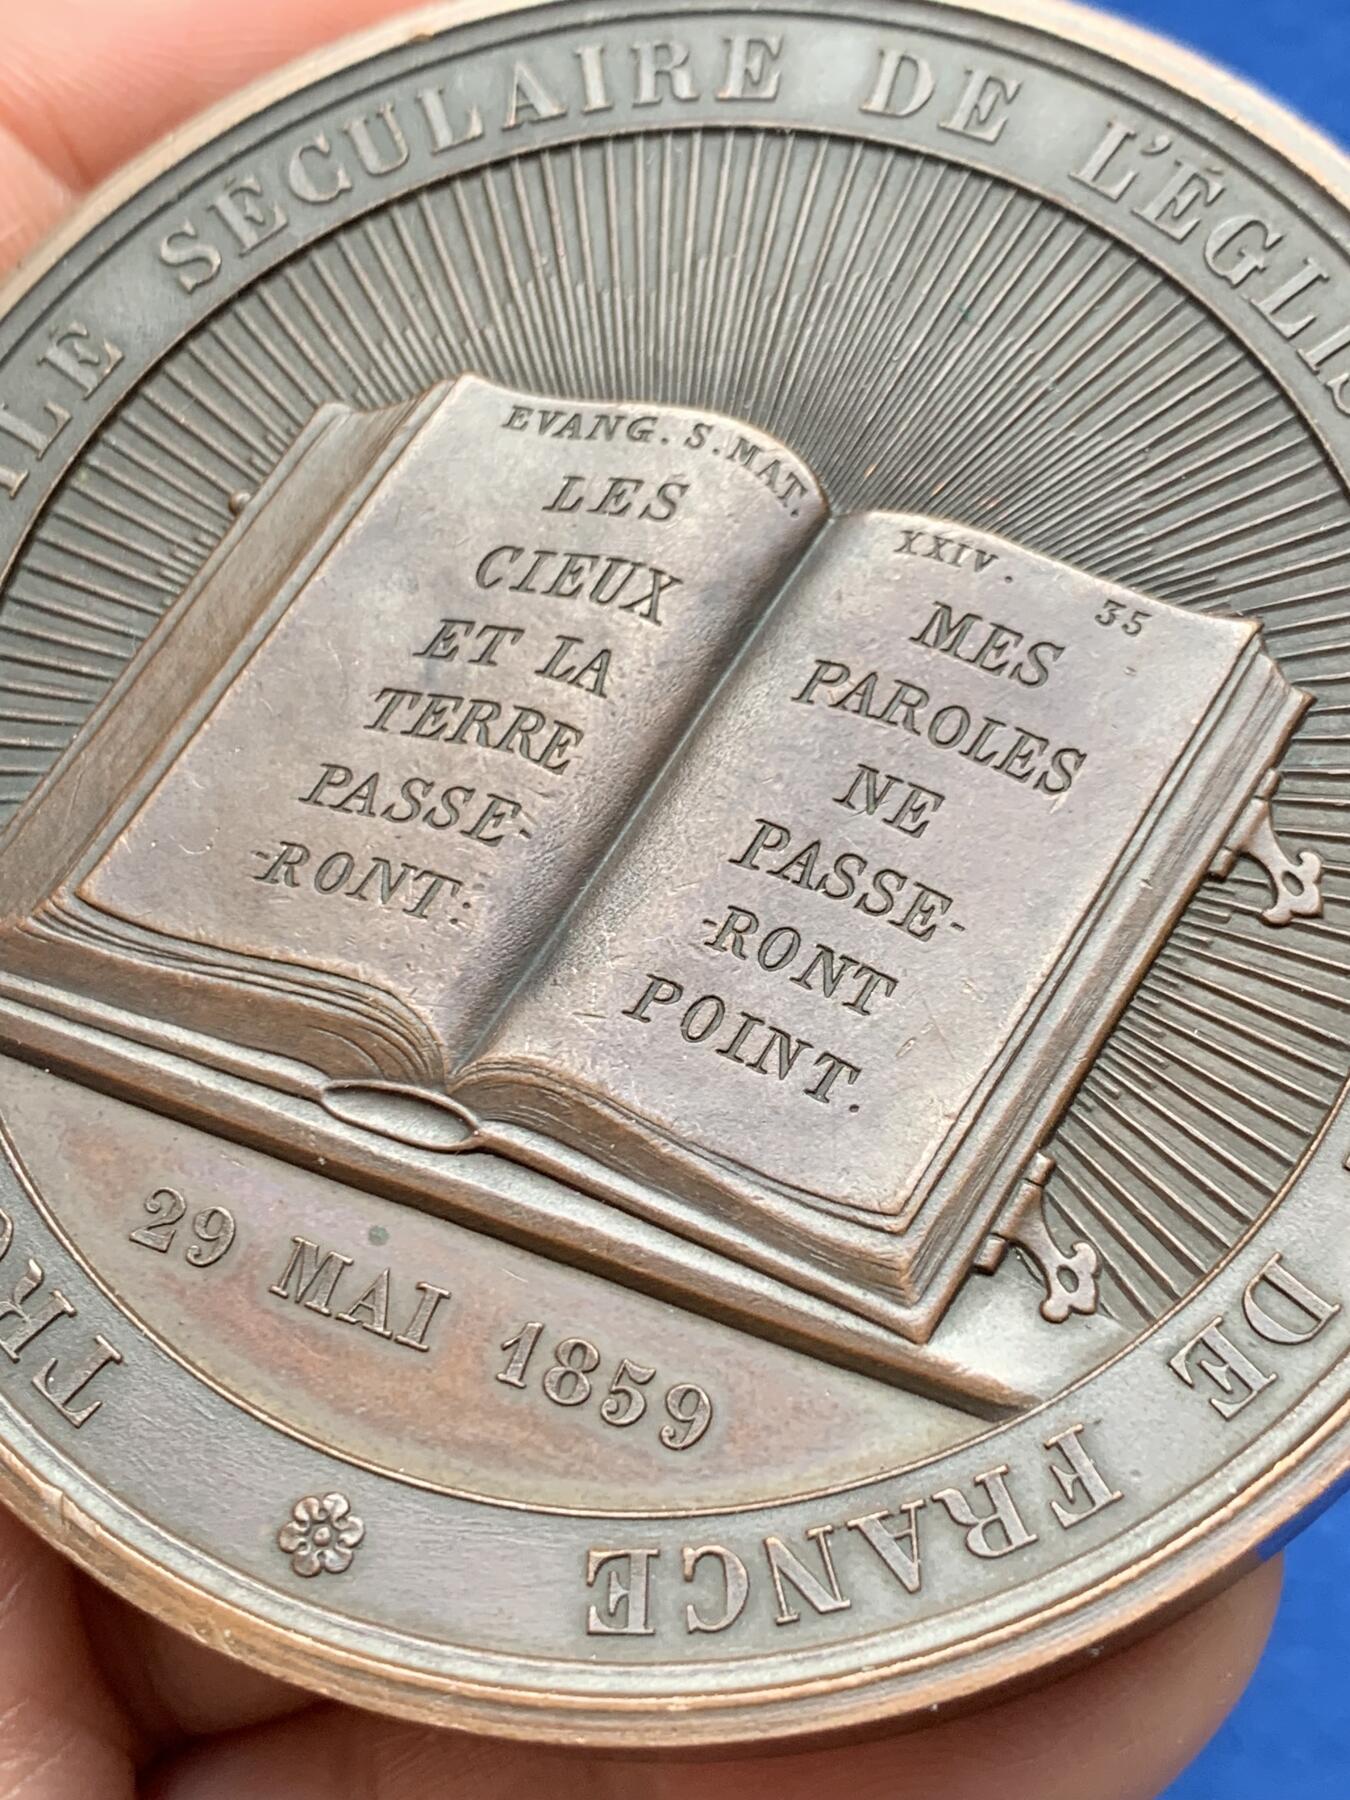 SÉCULAIRE DE L'ÉGLIS
DE FRANCE
EVANG. S. MAT.
LES
CIEUX
ET LA
TERRE
PASSE-
-RONT:
XXIV. 35
MES
PAROLES
NE
PASSE-
-RONT
POINT.
29 MAI 1859